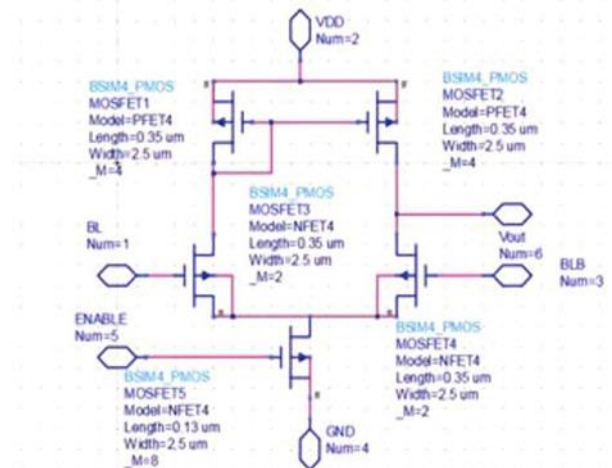 VDD
Num=2
BSIM4_PMOS
MOSFET1
Model=PFET4
Length=0.35 um
Width=2.5 um
_M=4
BSIM4_PMOS
MOSFET2
Model=PFET4
Length=0.35 um
Width=2.5 um
_M=4
BSIM4_PMOS
MOSFET3
Model=NFET4
Length=0.35 um
Width=2.5 um
_M=2
BL
Num=1
Vout
Num=6
BLB
Num=3
ENABLE
Num=5
BSIM4_PMOS
MOSFET4
Model=NFET4
Length=0.35 um
Width=2.5 um
_M=2
BSIM4_PMOS
MOSFET5
Model=NFET4
Length=0.13 um
Width=2.5 um
_M=8
GND
Num=4